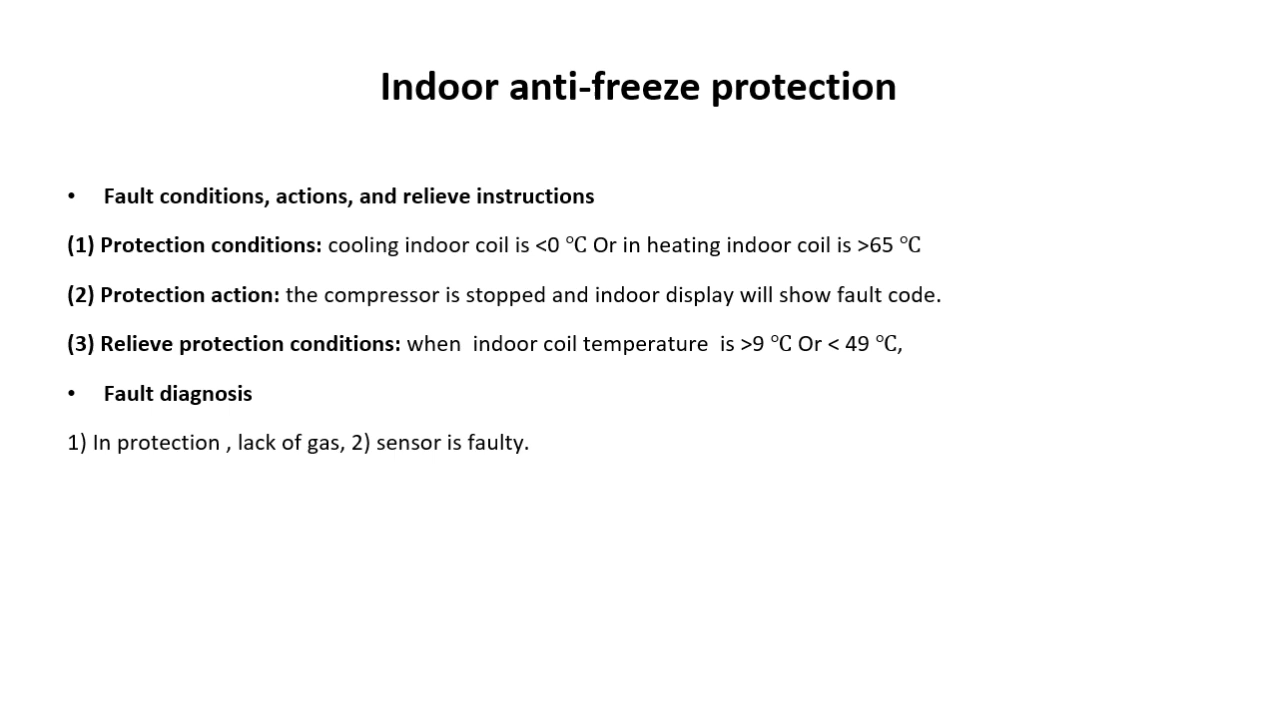 Indoor anti-freeze protection
• Fault conditions, actions, and relieve instructions
(1) Protection conditions: cooling indoor coil is <0 ℃ Or in heating indoor coil is >65 ℃
(2) Protection action: the compressor is stopped and indoor display will show fault code.
(3) Relieve protection conditions: when  indoor coil temperature  is >9 ℃ Or < 49 ℃,
• Fault diagnosis
1) In protection , lack of gas, 2) sensor is faulty.